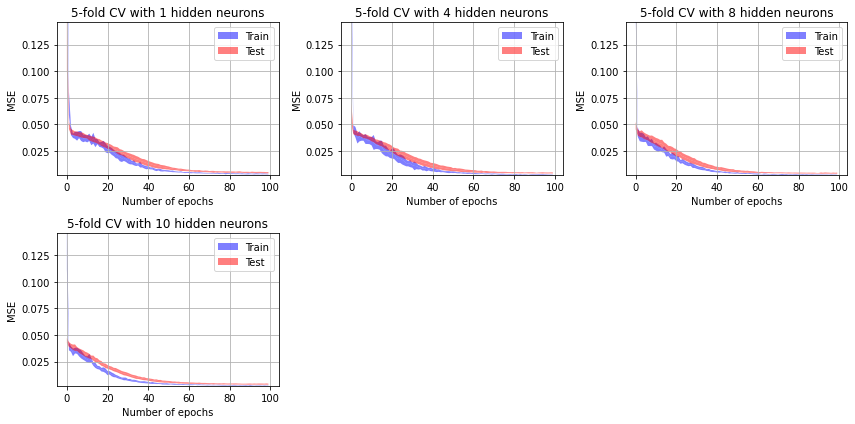 5-fold CV with 1 hidden neurons
Train
Test
0.125
0.100
0.075
0.050
0.025
MSE
0 20 40 60 80 100
Number of epochs
5-fold CV with 4 hidden neurons
Train
Test
0.125
0.100
0.075
0.050
0.025
MSE
0 20 40 60 80 100
Number of epochs
5-fold CV with 8 hidden neurons
Train
Test
0.125
0.100
0.075
0.050
0.025
MSE
0 20 40 60 80 100
Number of epochs
5-fold CV with 10 hidden neurons
Train
Test
0.125
0.100
0.075
0.050
0.025
MSE
0 20 40 60 80 100
Number of epochs